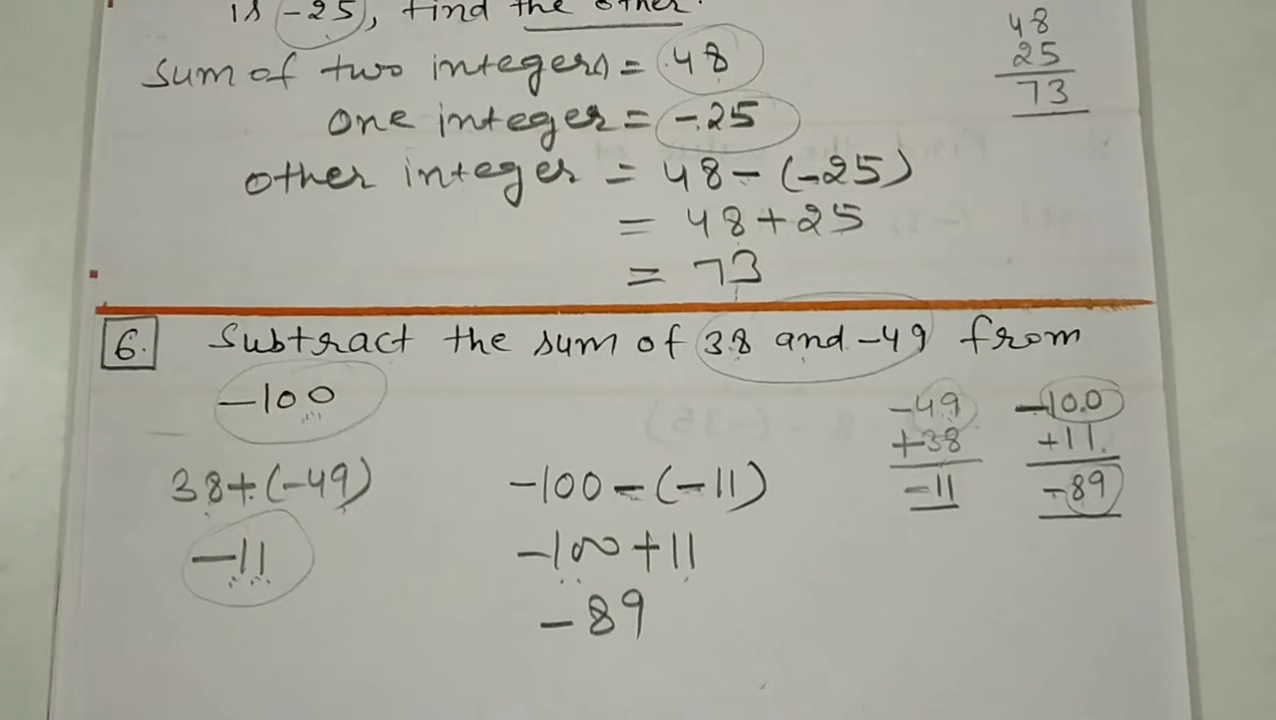 is -25, find the other.
sum of two integers = 48
one integer = -25
other integer = 48 - (-25)
= 48 + 25
= 73
48
25
73
6. Subtract the sum of 38 and -49 from
-100
38 + (-49)
-11
-100 - (-11)
-100 + 11
-89
-49
+38
-11
-100
+11
-89